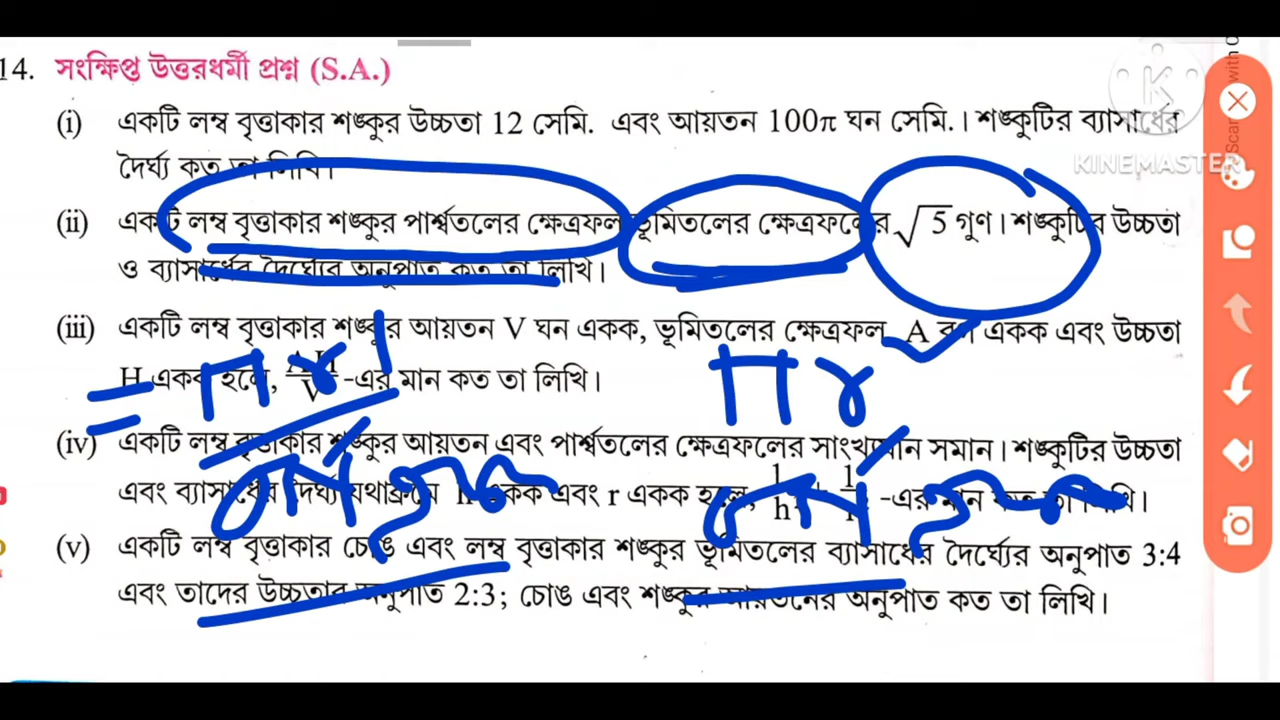 14. সংক্ষিপ্ত উত্তরধর্মী প্রশ্ন (S.A.)
(i) একটি লম্ব বৃত্তাকার শঙ্কুর উচ্চতা 12 সেমি. এবং আয়তন 100π ঘন সেমি.। শঙ্কুটির ব্যাসার্ধের
দৈর্ঘ্য কত তা লিখি।
KINEMASTER
(ii) একটি লম্ব বৃত্তাকার শঙ্কুর পার্শ্বতলের ক্ষেত্রফল ভূমিতলের ক্ষেত্রফলের √5 গুণ। শঙ্কুটির উচ্চতা
ও ব্যাসার্ধের দৈর্ঘ্যের অনুপাত কত তা লিখি।
(iii) একটি লম্ব বৃত্তাকার শঙ্কুর আয়তন V ঘন একক, ভূমিতলের ক্ষেত্রফল A বর্গ একক এবং উচ্চতা
H একক হলে, AH/V -এর মান কত তা লিখি।
= πrl
πr
(iv) একটি লম্ব বৃত্তাকার শঙ্কুর আয়তন এবং পার্শ্বতলের ক্ষেত্রফলের সাংখ্যমান সমান। শঙ্কুটির উচ্চতা
এবং ব্যাসার্ধের দৈর্ঘ্য যথাক্রমে h একক এবং r একক হলে, -এর মান কত তা লিখি।
বর্গ
বর্গ
(v) একটি লম্ব বৃত্তাকার চোঙ এবং লম্ব বৃত্তাকার শঙ্কুর ভূমিতলের ব্যাসার্ধের দৈর্ঘ্যের অনুপাত 3:4
এবং তাদের উচ্চতার অনুপাত 2:3; চোঙ এবং শঙ্কুর আয়তনের অনুপাত কত তা লিখি।